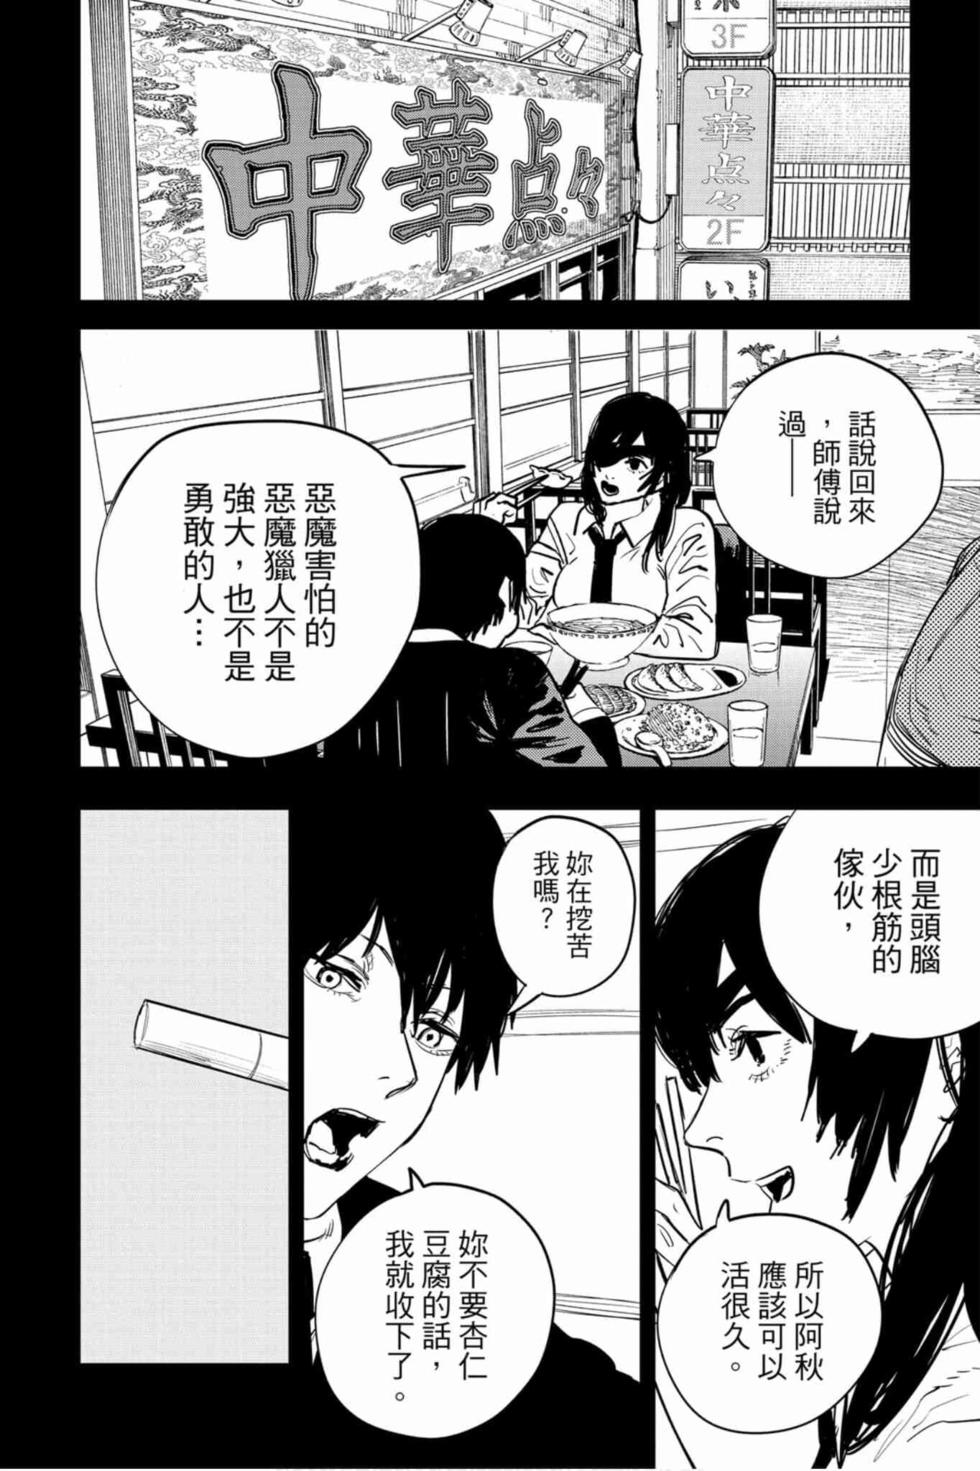 中華点々
3F
中華点々
2F
い
話說回來
，師傅說
過——
惡魔害怕的
惡魔獵人不是
強大，也不是
勇敢的人…
而是頭腦
少根筋的
傢伙，
所以阿秋
應該可以
活很久。
妳在挖苦
我嗎？
妳不要杏仁
豆腐的話，
我就收下了。